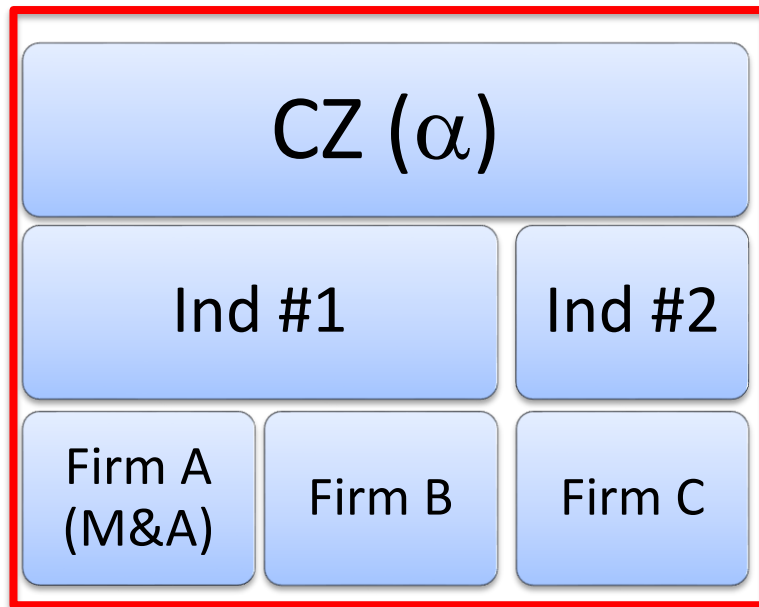 CZ (α)
Ind #1
Ind #2
Firm A
(M&A)
Firm B
Firm C